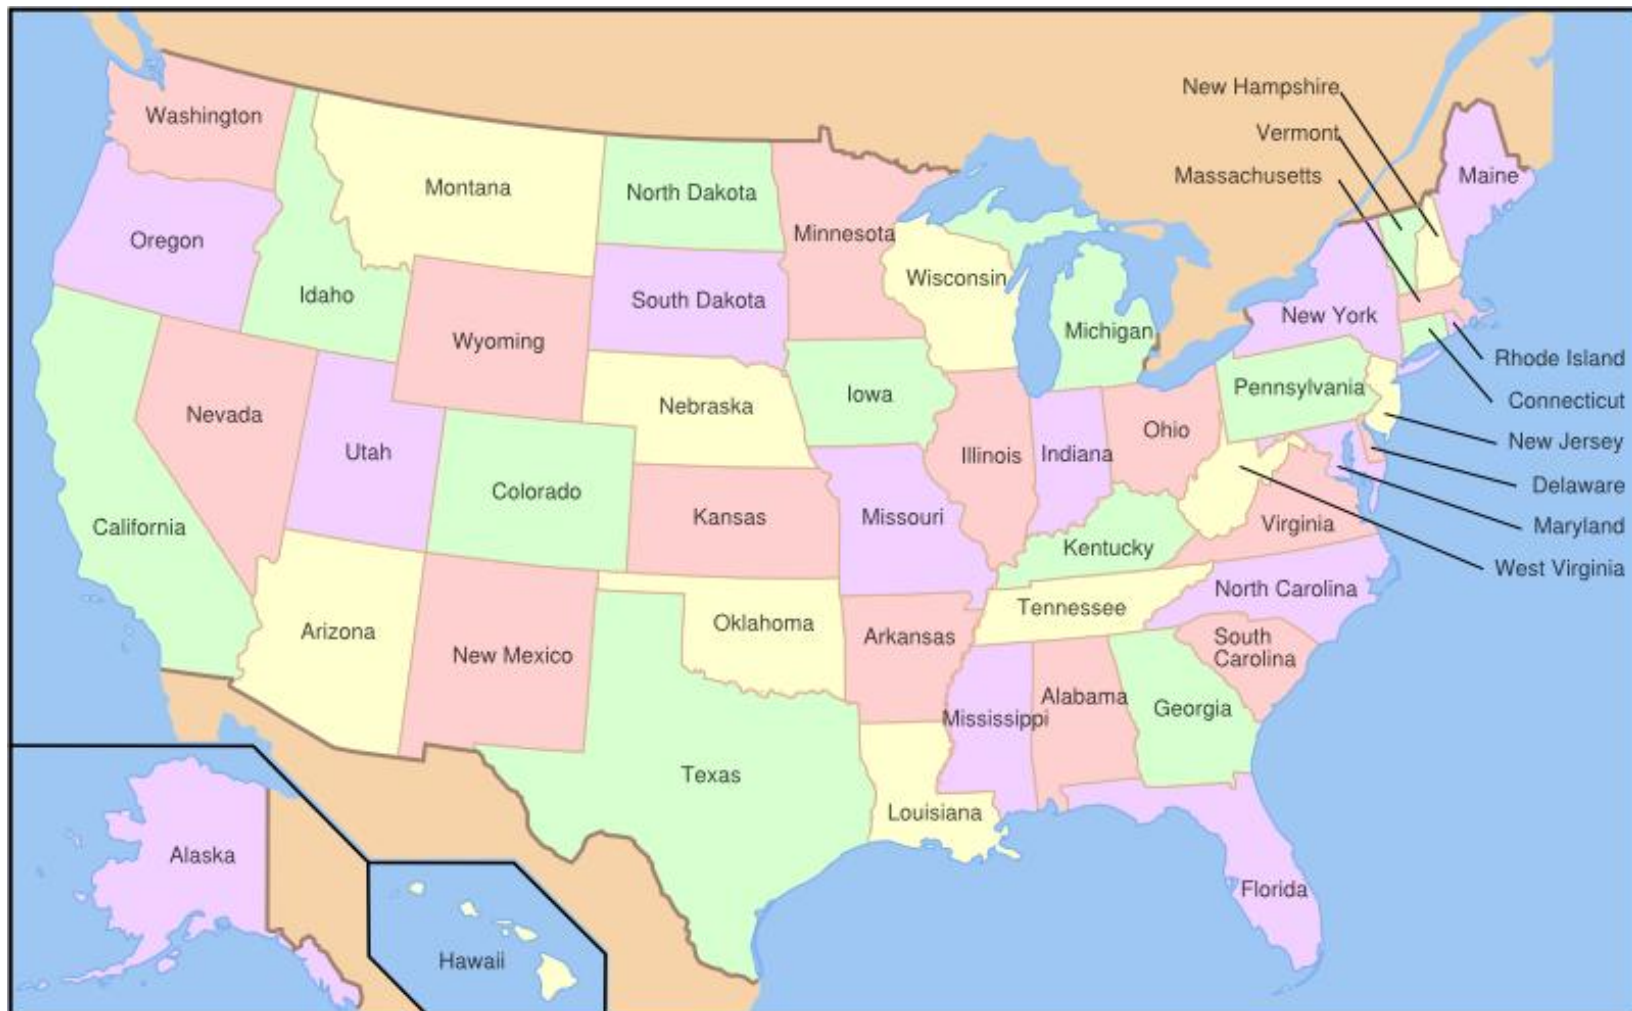 New Hampshire
Vermont
Massachusetts
Washington
Montana
North Dakota
Minnesota
Maine
Oregon
Idaho
Wyoming
South Dakota
Wisconsin
Michigan
New York
Rhode Island
Connecticut
New Jersey
Delaware
Maryland
West Virginia
Nevada
Utah
Colorado
Nebraska
Iowa
Illinois
Indiana
Ohio
Pennsylvania
California
Kansas
Missouri
Kentucky
Virginia
Arizona
New Mexico
Oklahoma
Arkansas
Tennessee
North Carolina
South
Carolina
Texas
Louisiana
Mississippi
Alabama
Georgia
Florida
Alaska
Hawaii